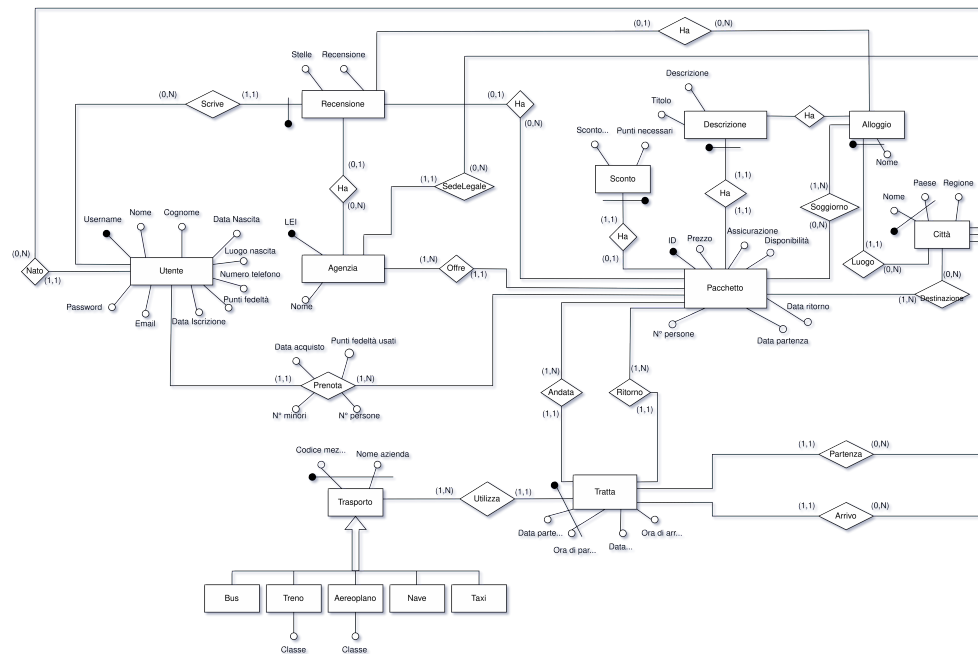 (0,1)
Ha
(0,N)
Stelle
Recensione
Descrizione
(0,N)
Scrive
(1,1)
Recensione
(0,1)
Ha
(0,N)
Titolo
Descrizione
Ha
Alloggio
Sconto...
Punti necessari
Nome
(0,1)
Ha
(0,N)
(1,1)
SedeLegale
(0,N)
Sconto
(1,1)
Ha
(1,1)
(1,N)
Soggiorno
(0,N)
Nome
Paese
Regione
Città
Username
Nome
Cognome
Data Nascita
Luogo nascita
Numero telefono
Punti fedeltà
LEI
(1,1)
Ha
(0,1)
ID
Prezzo
Assicurazione
Disponibilità
(1,1)
Luogo
(0,N)
(0,N)
Nato
(1,1)
Utente
Agenzia
Nome
(1,N)
Offre
(1,1)
Pacchetto
Password
Email
Data Iscrizione
(1,N)
Destinazione
Data ritorno
Data partenza
N° persone
Data acquisto
Punti fedeltà usati
(1,1)
Prenota
(1,N)
N° minori
N° persone
(1,N)
Andata
(1,1)
(1,N)
Ritorno
(1,1)
Codice mez...
Nome azienda
(1,1)
Partenza
(0,N)
Trasporto
(1,N)
Utilizza
(1,1)
Tratta
(1,1)
Arrivo
(0,N)
Data parte...
Ora di par...
Data...
Ora di arr...
Bus
Treno
Aereoplano
Nave
Taxi
Classe
Classe